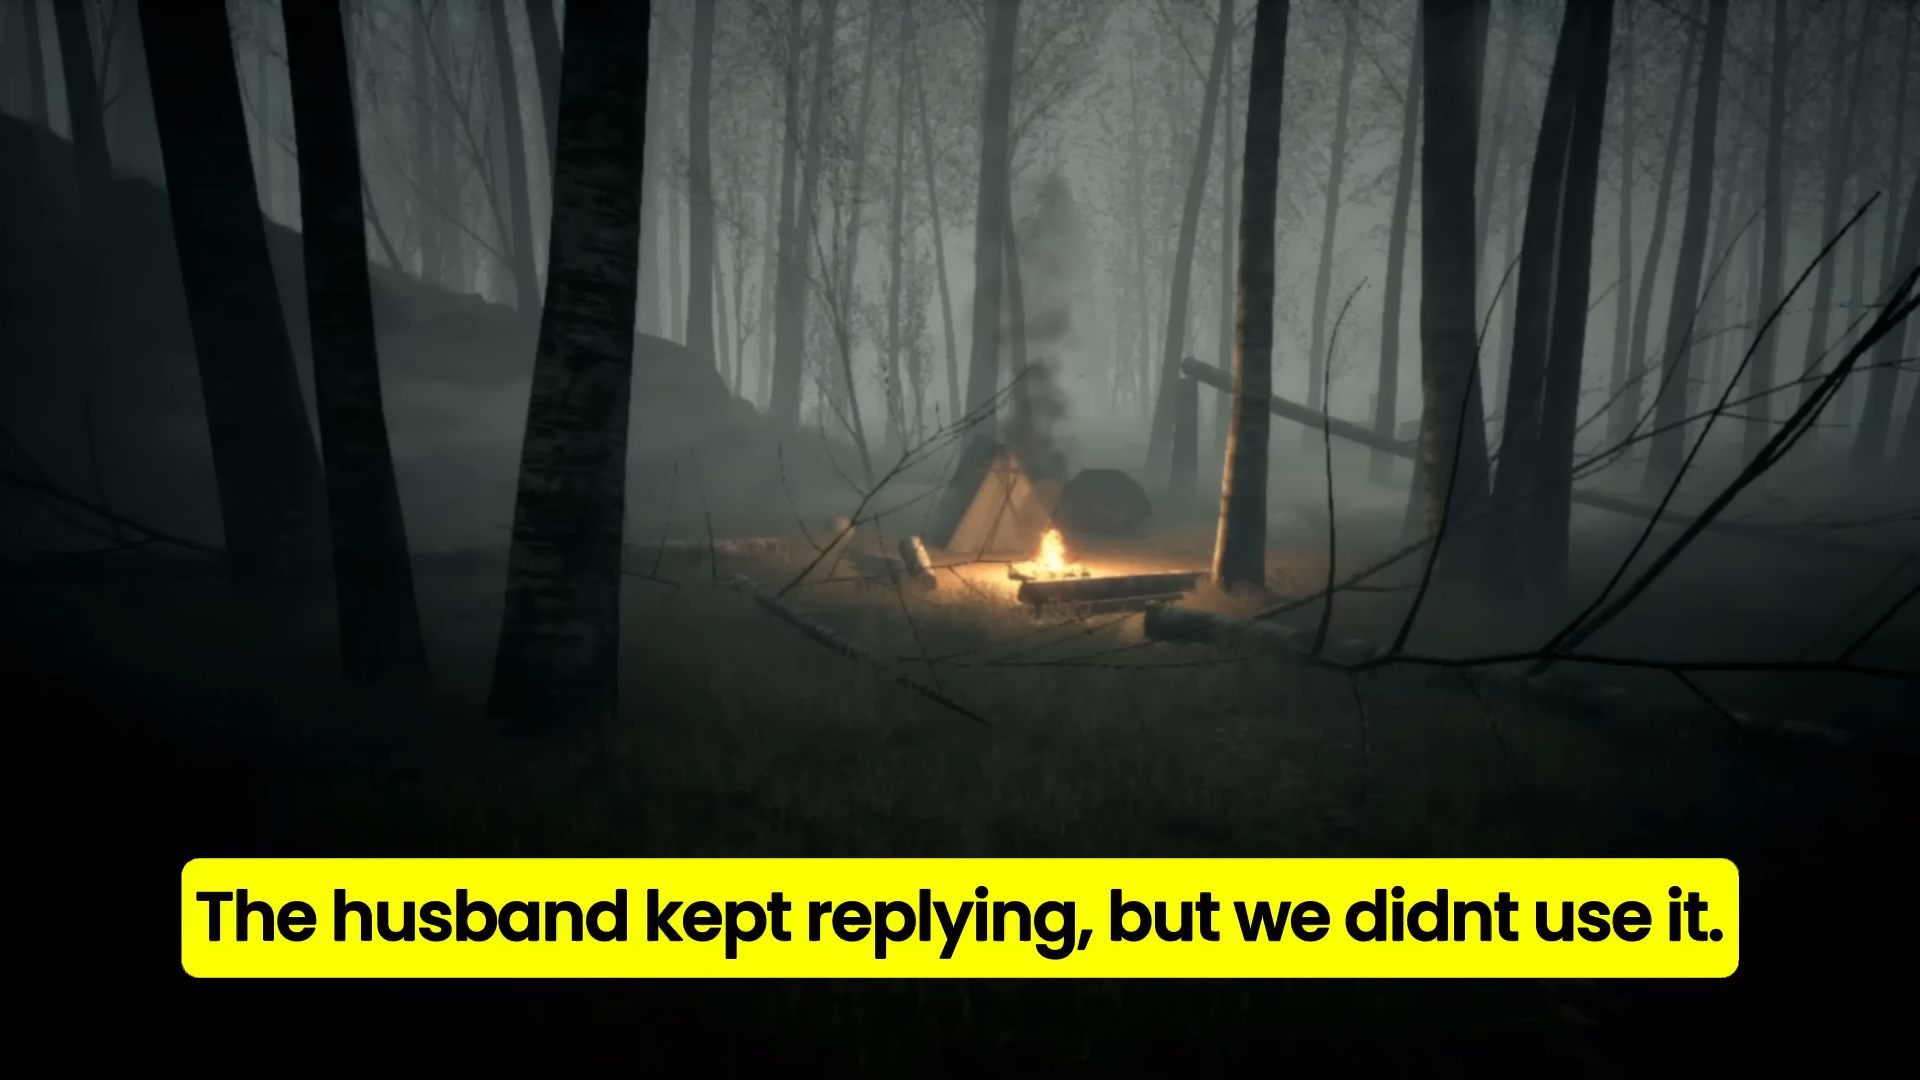 The husband kept replying, but we didnt use it.